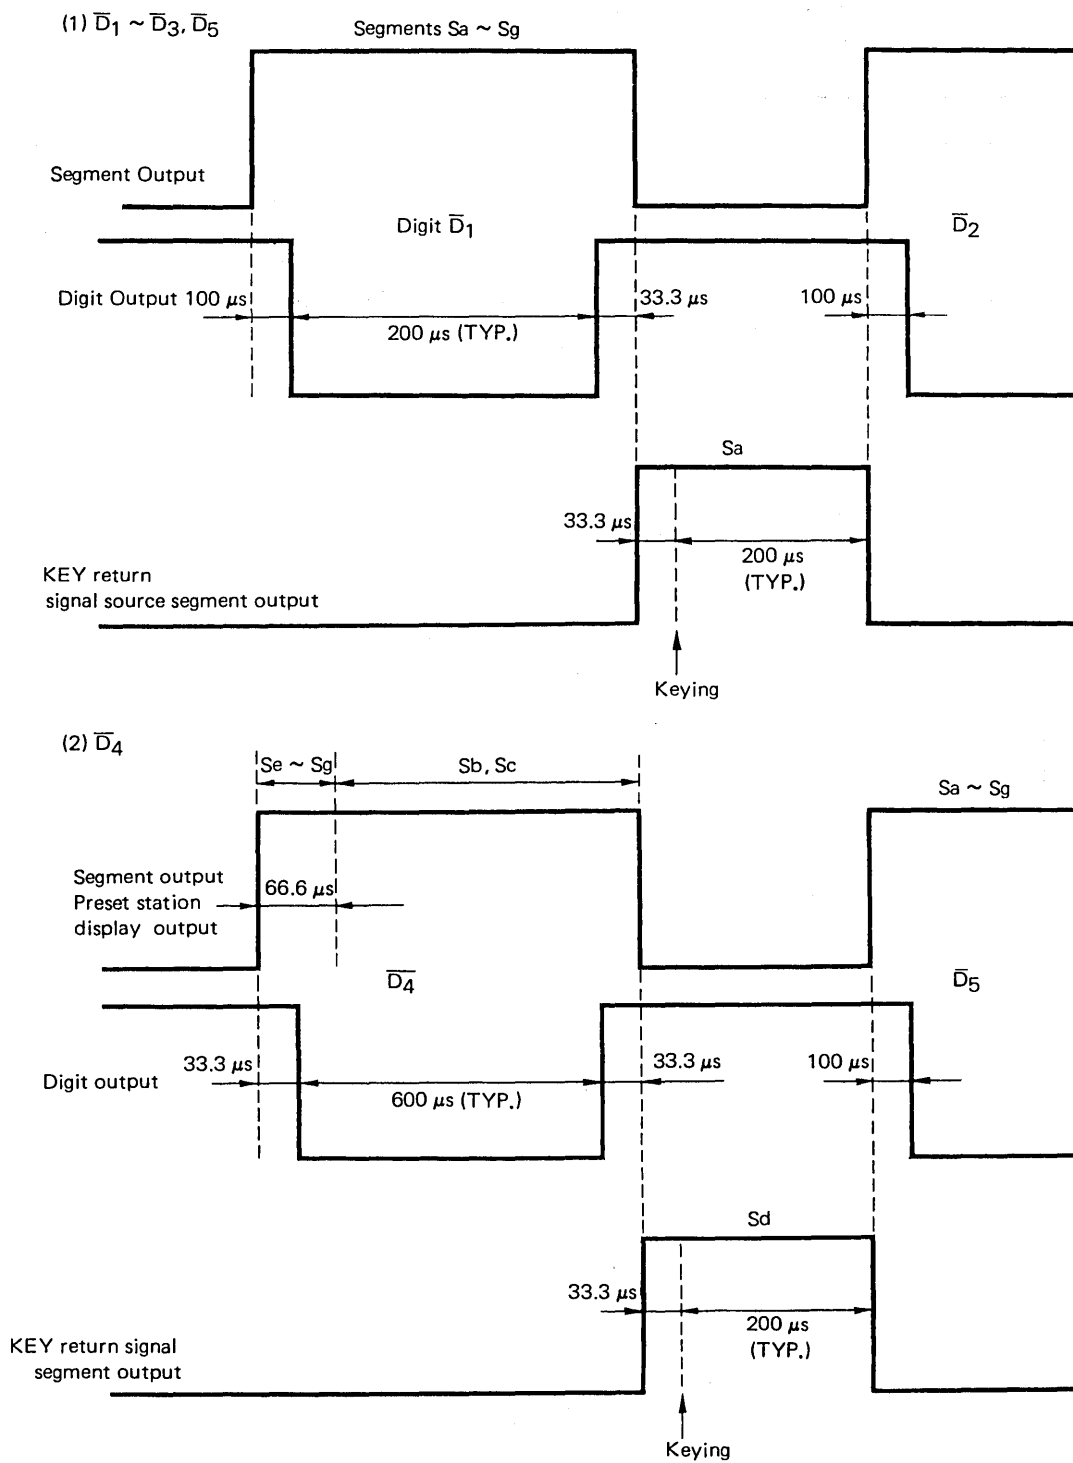 (1) D̅1 ~ D̅3, D̅5
Segments Sa ~ Sg
Segment Output
Digit D̅1
D̅2
Digit Output 100 μs
33.3 μs
100 μs
200 μs (TYP.)
Sa
33.3 μs
200 μs
(TYP.)
KEY return
signal source segment output
Keying
(2) D̅4
Se ~ Sg
Sb, Sc
Sa ~ Sg
Segment output
Preset station
display output
66.6 μs
D̅4
D̅5
Digit output
33.3 μs
33.3 μs
100 μs
600 μs (TYP.)
Sd
33.3 μs
200 μs
(TYP.)
KEY return signal
segment output
Keying